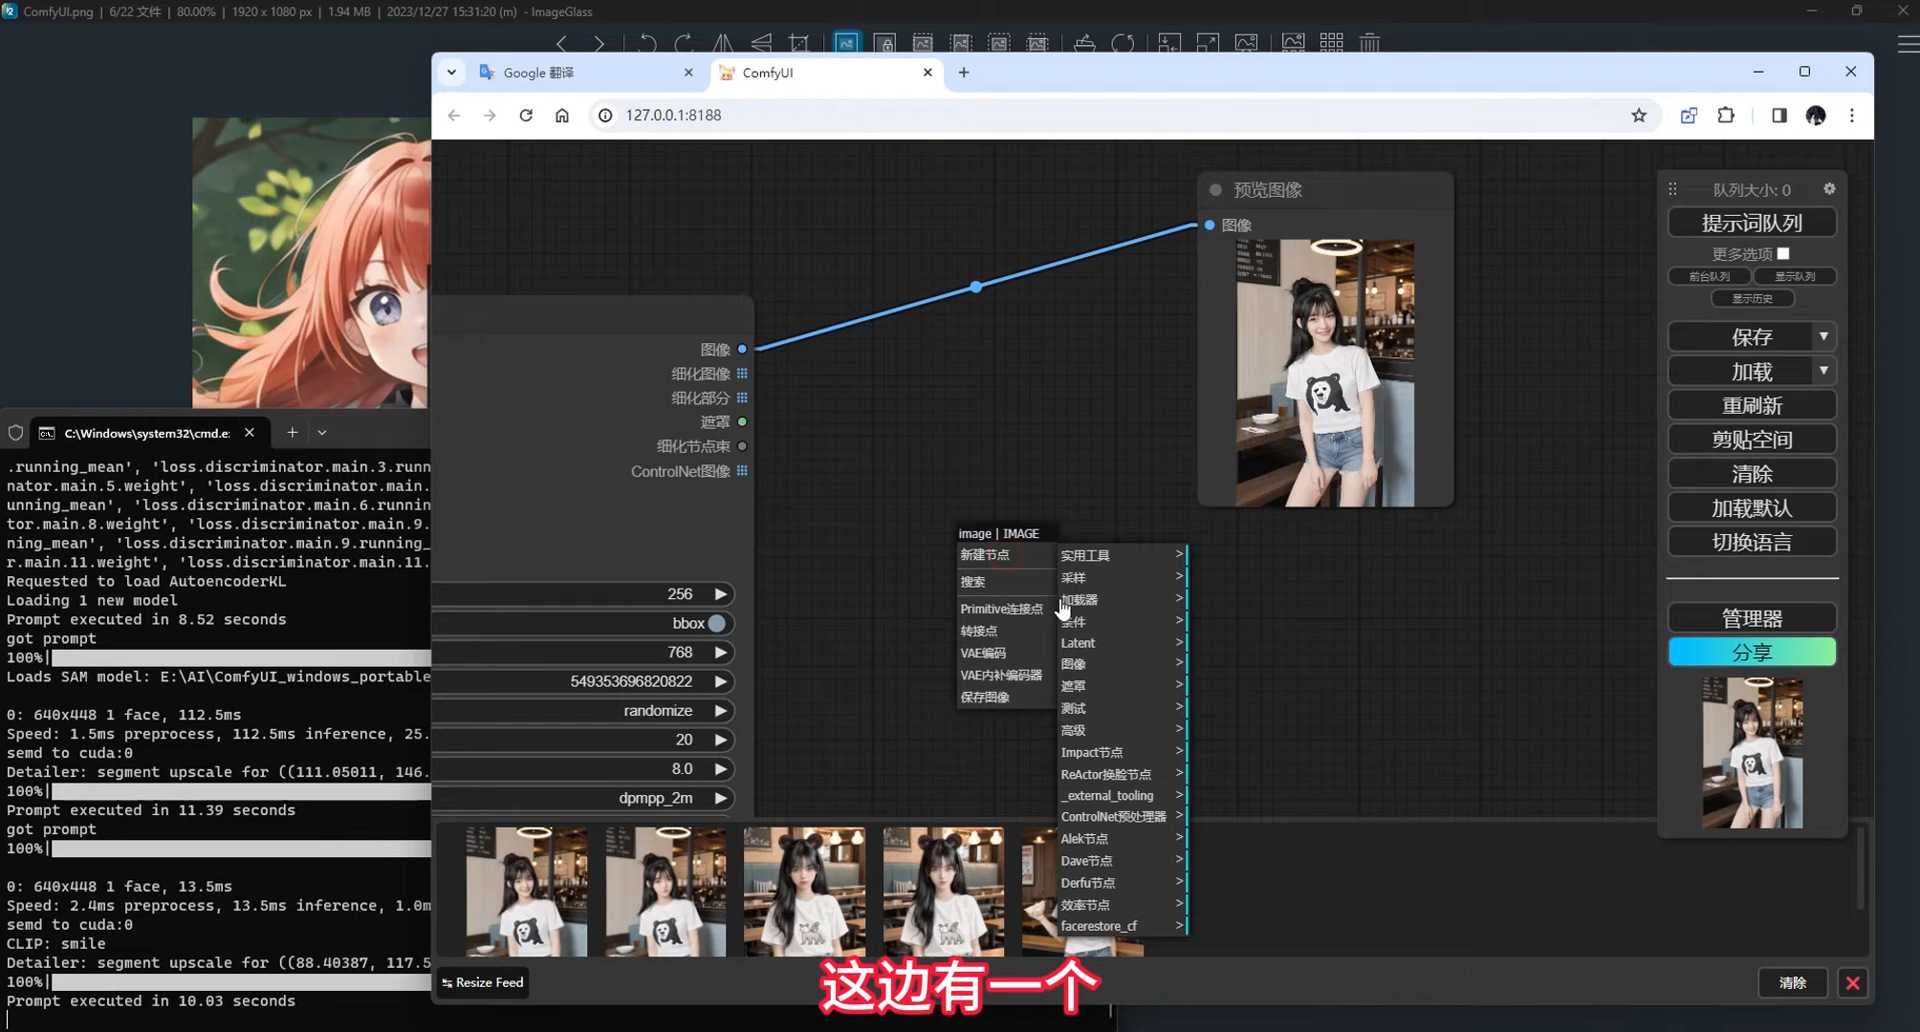 ComfyUI.png | 6/22 文件 | 80.00% | 1920 x 1080 px | 1.94 MB | 2023/12/27 15:31:20 (m) - ImageGlass
Google 翻译
ComfyUI
127.0.0.1:8188
预览图像
图像
图像
细化图像
细化部分
遮罩
细化节点束
ControlNet图像
256
bbox
768
549353696820822
randomize
20
8.0
dpmpp_2m
image | IMAGE
新建节点
搜索
Primitive连接点
转接点
VAE编码
VAE内补编码器
保存图像
实用工具 >
采样 >
加载器 >
条件 >
Latent >
图像 >
遮罩 >
测试 >
高级 >
Impact节点 >
ReActor换脸节点 >
_external_tooling >
ControlNet预处理器 >
Alek节点 >
Dave节点 >
Derfu节点 >
效率节点 >
facerestore_cf >
队列大小: 0
提示词队列
更多选项
前台队列 显示队列
显示历史
保存
加载
重刷新
剪贴空间
清除
加载默认
切换语言
管理器
分享
C:\Windows\system32\cmd.e:
.running_mean', 'loss.discriminator.main.3.runn
nator.main.5.weight', 'loss.discriminator.main.
unning_mean', 'loss.discriminator.main.6.runnin
tor.main.8.weight', 'loss.discriminator.main.9.
ning_mean', 'loss.discriminator.main.9.running_
r.main.11.weight', 'loss.discriminator.main.11.
Requested to load AutoencoderKL
Loading 1 new model
Prompt executed in 8.52 seconds
got prompt
100%|
Loads SAM model: E:\AI\ComfyUI_windows_portable
0: 640x448 1 face, 112.5ms
Speed: 1.5ms preprocess, 112.5ms inference, 25.
semd to cuda:0
Detailer: segment upscale for ((111.05011, 146.
100%|
Prompt executed in 11.39 seconds
got prompt
100%|
0: 640x448 1 face, 13.5ms
Speed: 2.4ms preprocess, 13.5ms inference, 1.0m
semd to cuda:0
CLIP: smile
Detailer: segment upscale for ((88.40387, 117.5
100%|
Prompt executed in 10.03 seconds
Resize Feed
清除
这边有一个